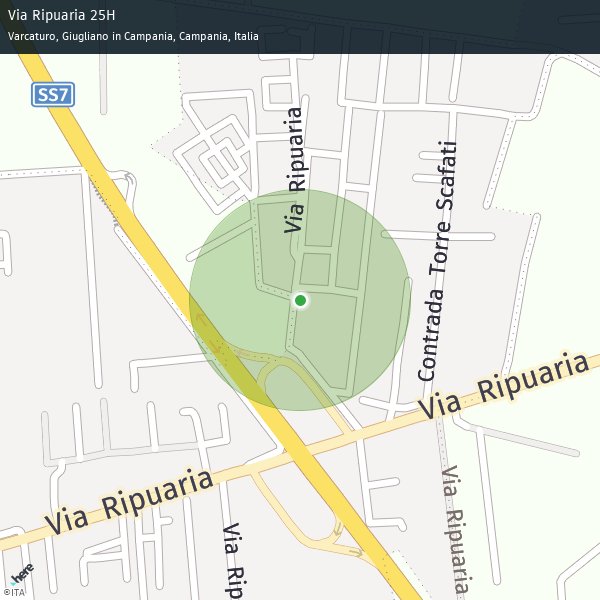 Via Ripuaria 25H
Varcaturo, Giugliano in Campania, Campania, Italia
SS7
Via Ripuaria
Contrada Torre Scafati
Via Ripuaria
Via Ripuaria
Via Ripuaria
Via Rip
here
©ITA